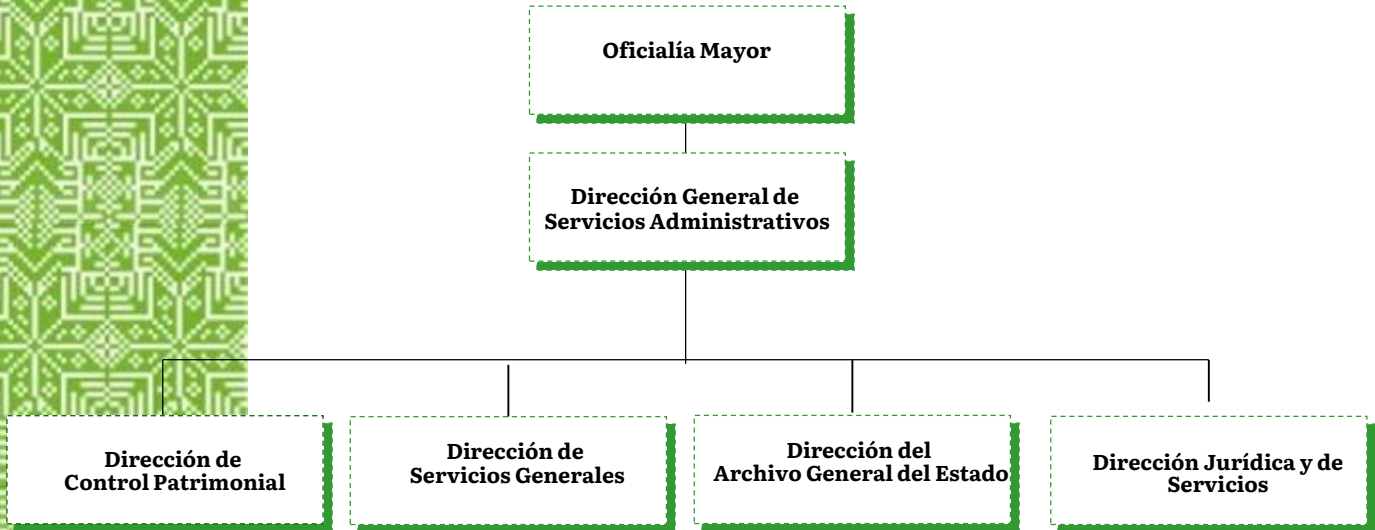 Oficialía Mayor
Dirección General de
Servicios Administrativos
Dirección de
Control Patrimonial
Dirección de
Servicios Generales
Dirección del
Archivo General del Estado
Dirección Jurídica y de
Servicios